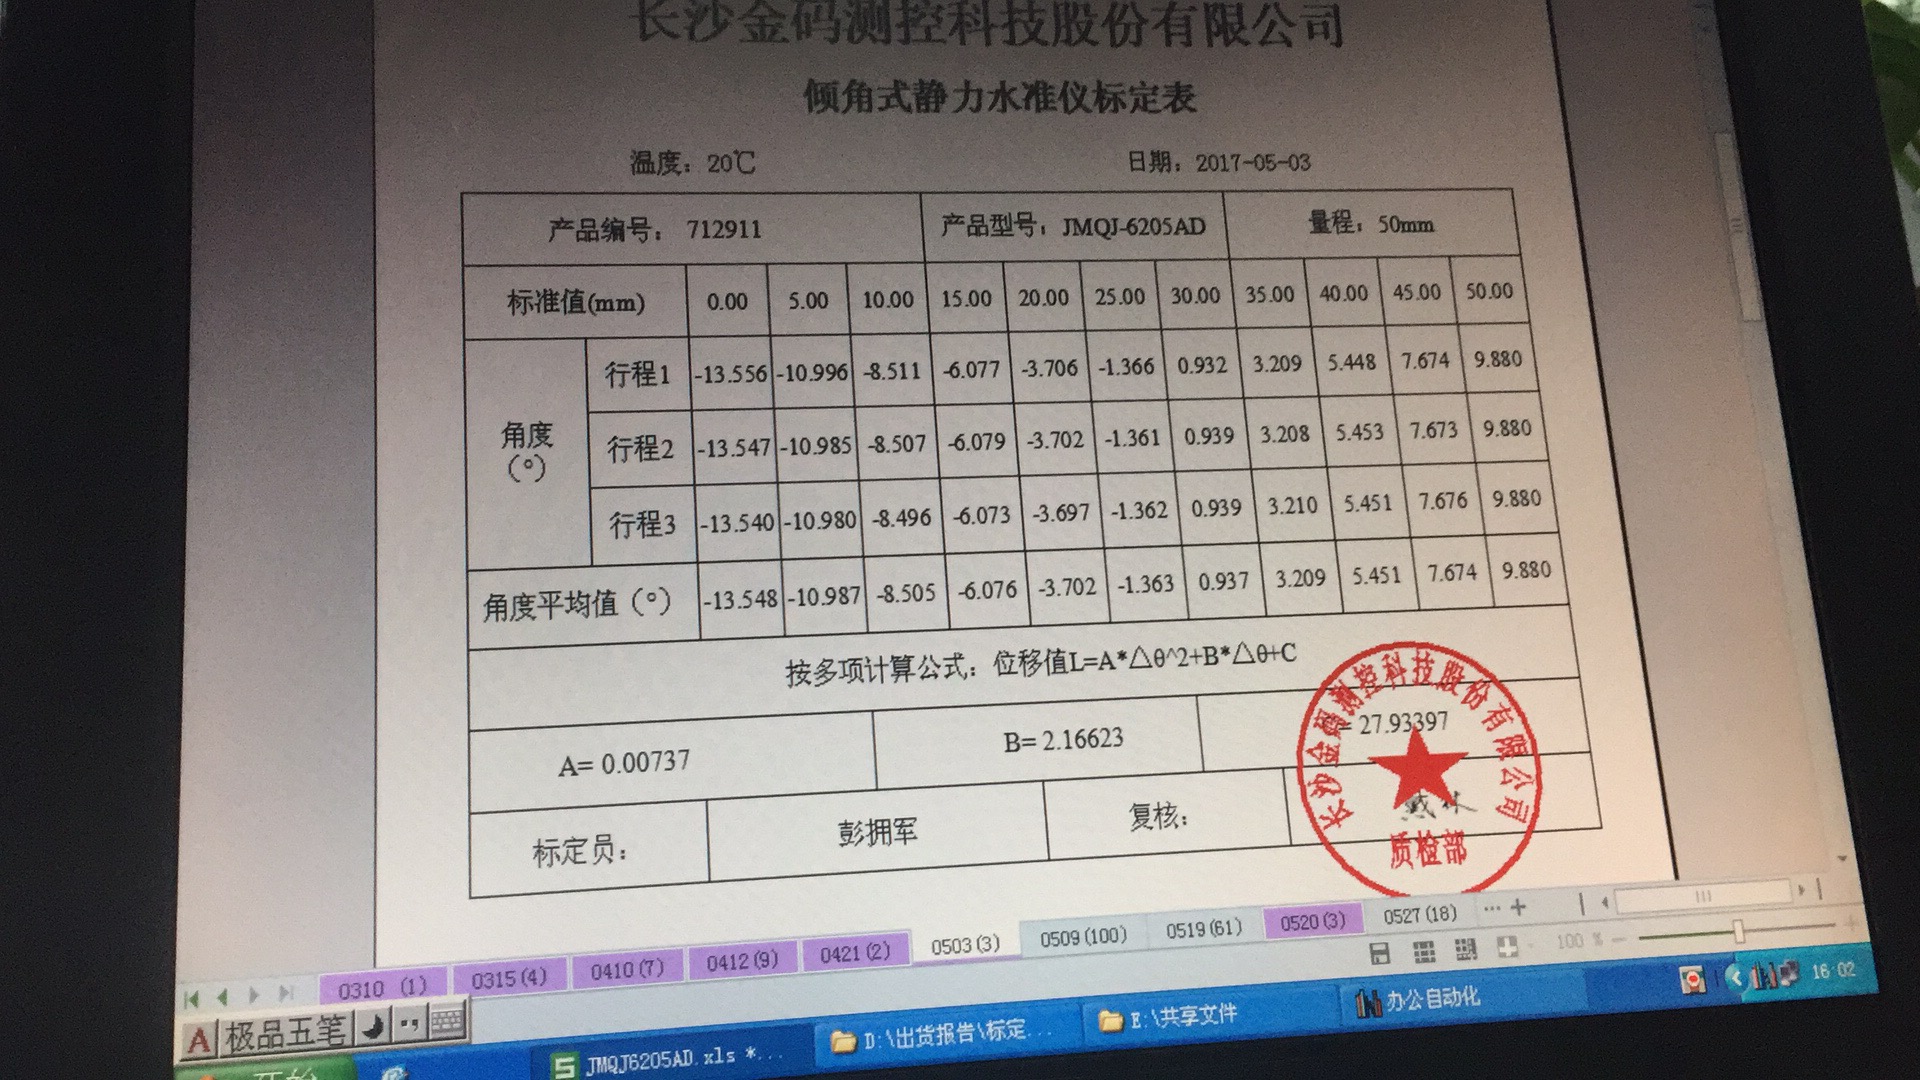 长沙金码测控科技股份有限公司
倾角式静力水准仪标定表
温度：20℃ 日期：2017-05-03
产品编号： 712911 产品型号：JMQJ-6205AD 量程：50mm
标准值(mm) 0.00 5.00 10.00 15.00 20.00 25.00 30.00 35.00 40.00 45.00 50.00
角度(°)
行程1 -13.556 -10.996 -8.511 -6.077 -3.706 -1.366 0.932 3.209 5.448 7.674 9.880
行程2 -13.547 -10.985 -8.507 -6.079 -3.702 -1.361 0.939 3.208 5.453 7.673 9.880
行程3 -13.540 -10.980 -8.496 -6.073 -3.697 -1.362 0.939 3.210 5.451 7.676 9.880
角度平均值（°） -13.548 -10.987 -8.505 -6.076 -3.702 -1.363 0.937 3.209 5.451 7.674 9.880
按多项计算公式：位移值L=A*△θ^2+B*△θ+C
A= 0.00737 B= 2.16623 = 27.93397
标定员： 彭拥军 复核：
长沙金码测控科技股份有限公司
质检部
0310 (1) 0315(4) 0410(7) 0412(9) 0421(2) 0503(3) 0509(100) 0519(61) 0520(3) 0527(18) ... +
100 %
A 极品五笔
开始 JMQJ6205AD.xls *... D:\出货报告\标定... E:\共享文件 办公自动化 16:02